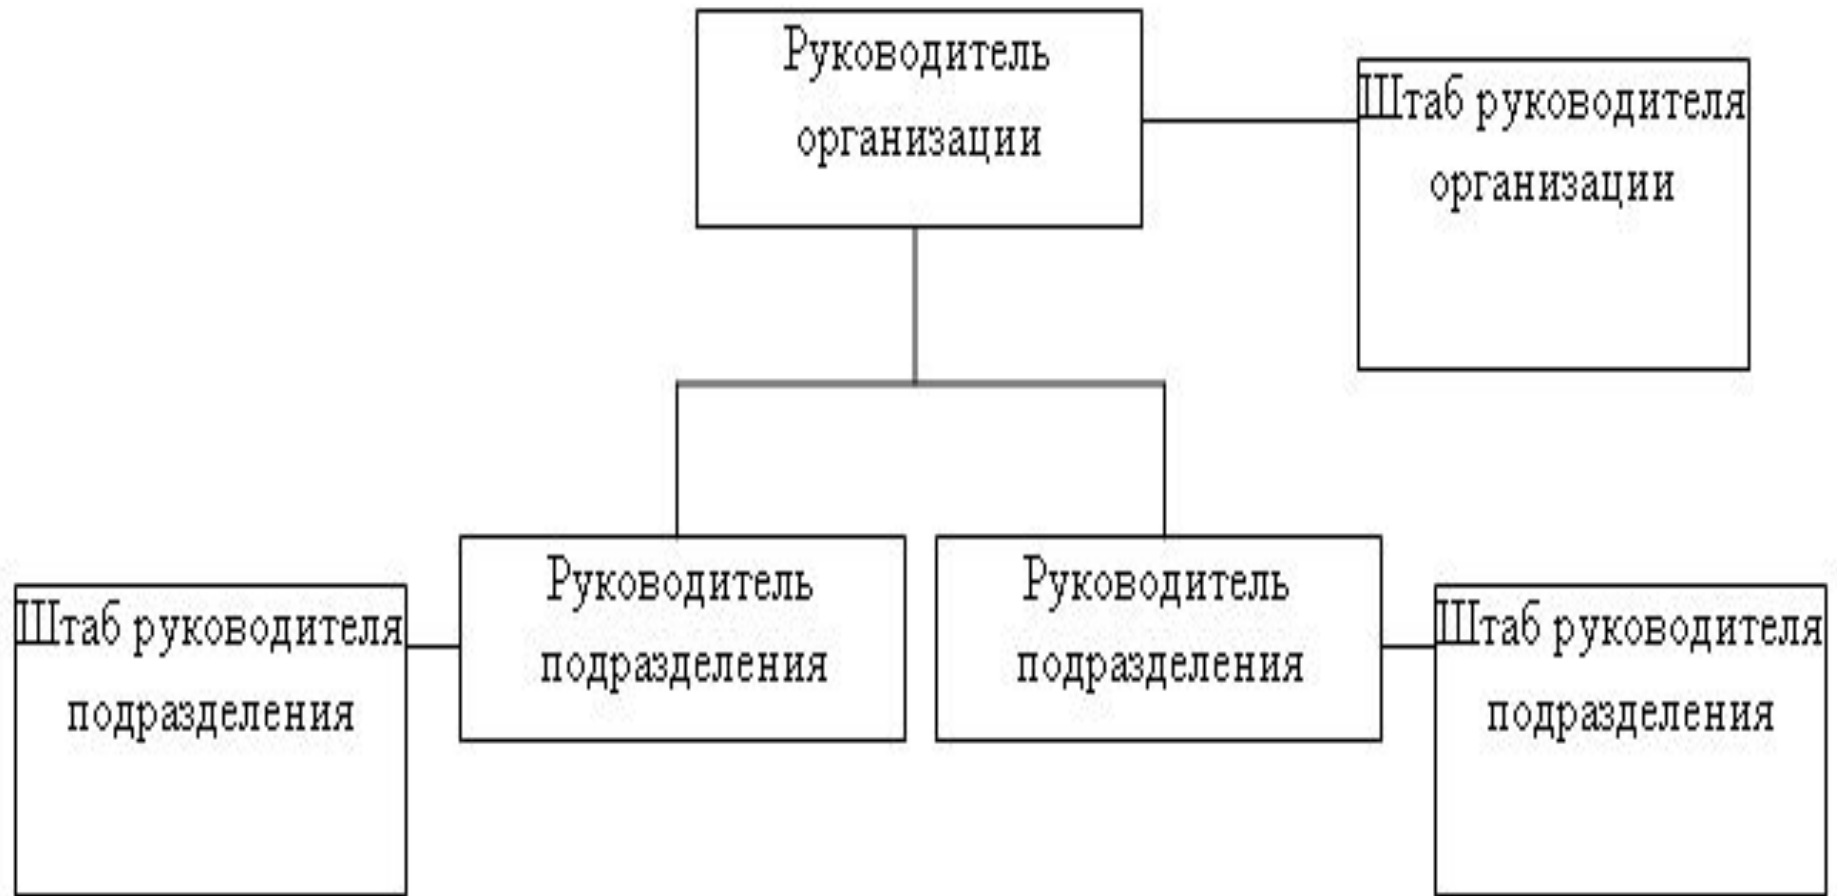 Руководитель
организации
Штаб руководителя
организации
Штаб руководителя
подразделения
Руководитель
подразделения
Руководитель
подразделения
Штаб руководителя
подразделения